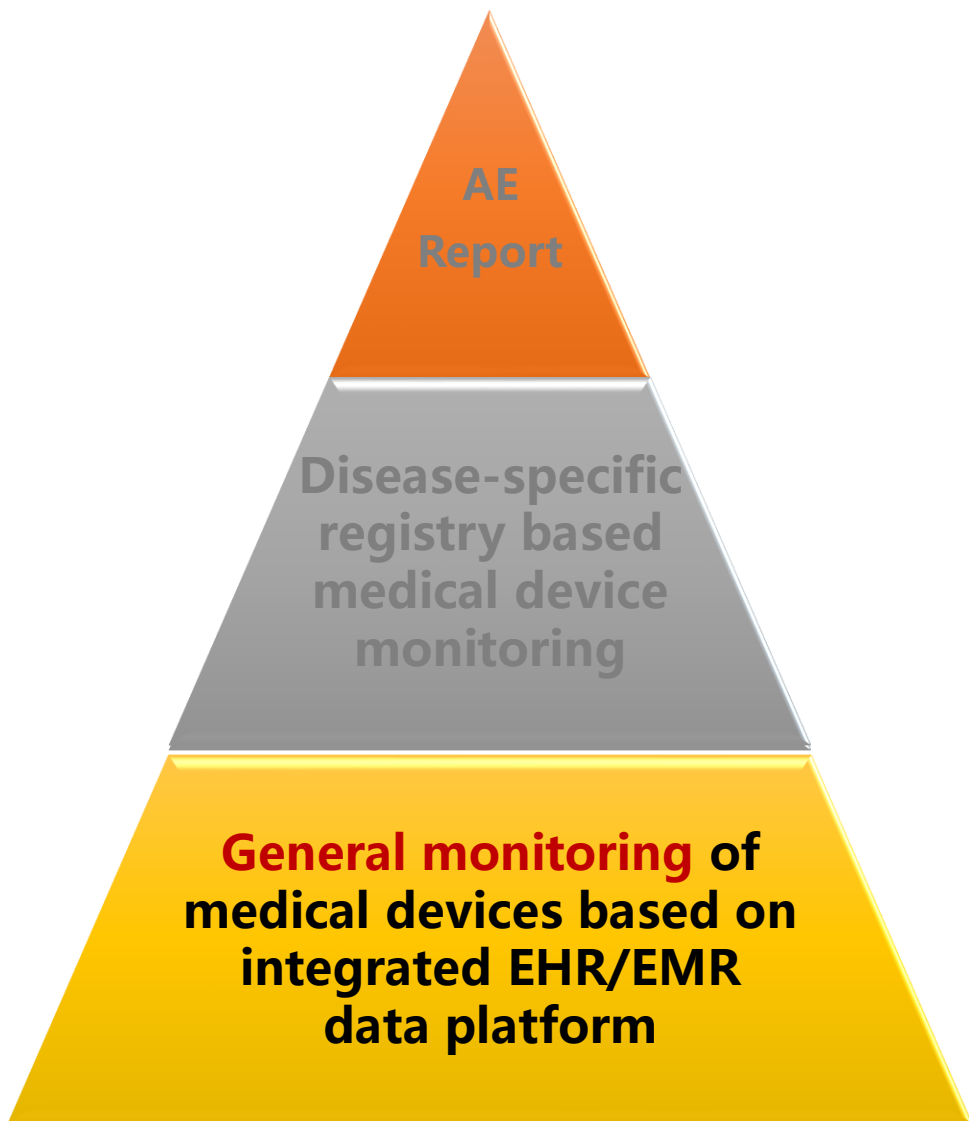 AE
Report
Disease-specific
registry based
medical device
monitoring
General monitoring of
medical devices based on
integrated EHR/EMR
data platform